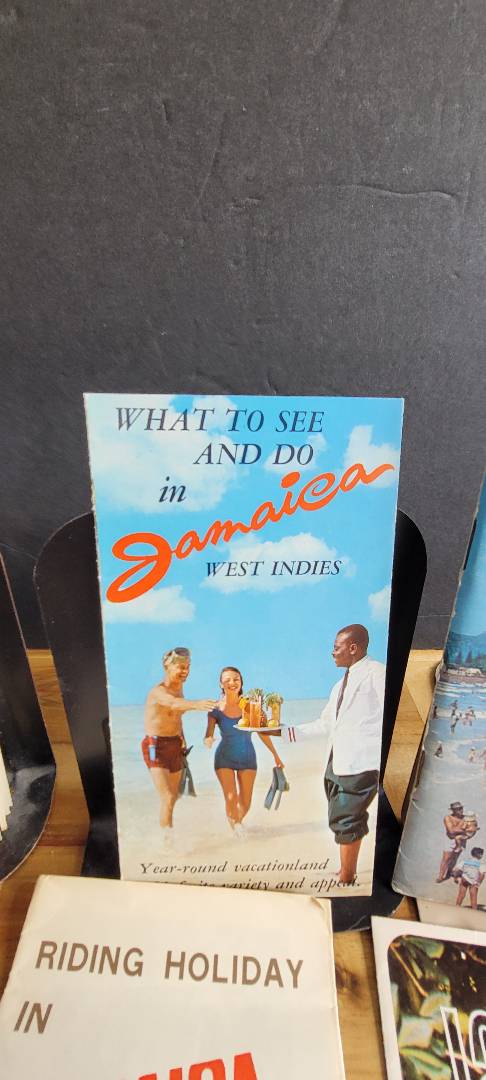 WHAT TO SEE
AND DO
in
Jamaica
WEST INDIES
Year-round vacationland
variety and appeal.
RIDING HOLIDAY
IN